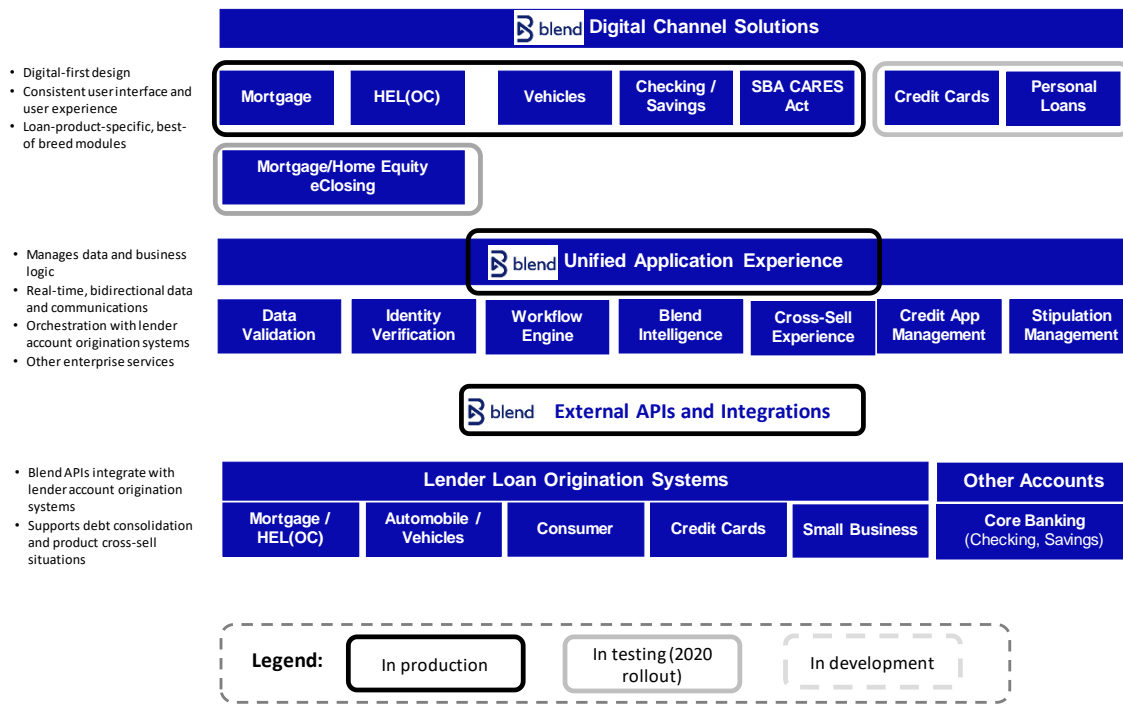 blend Digital Channel Solutions
• Digital-first design
• Consistent user interface and
user experience
• Loan-product-specific, best-
of breed modules
Mortgage
HEL(OC)
Vehicles
Checking /
Savings
SBA CARES
Act
Credit Cards
Personal
Loans
Mortgage/Home Equity
eClosing
• Manages data and business
logic
• Real-time, bidirectional data
and communications
• Orchestration with lender
account origination systems
• Other enterprise services
blend Unified Application Experience
Data
Validation
Identity
Verification
Workflow
Engine
Blend
Intelligence
Cross-Sell
Experience
Credit App
Management
Stipulation
Management
blend External APIs and Integrations
• Blend APIs integrate with
lender account origination
systems
• Supports debt consolidation
and product cross-sell
situations
Lender Loan Origination Systems
Other Accounts
Mortgage /
HEL(OC)
Automobile /
Vehicles
Consumer
Credit Cards
Small Business
Core Banking
(Checking, Savings)
Legend:
In production
In testing (2020
rollout)
In development